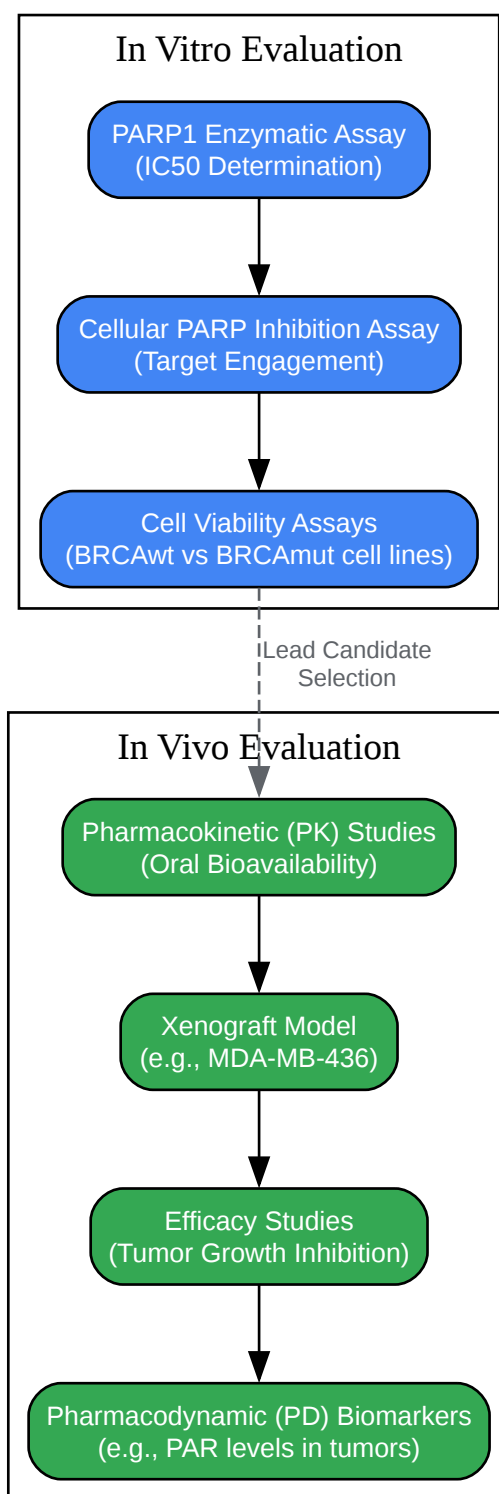 In Vitro Evaluation
PARP1 Enzymatic Assay
(IC50 Determination)
Cellular PARP Inhibition Assay
(Target Engagement)
Cell Viability Assays
(BRCAwt vs BRCAmut cell lines)
Lead Candidate
Selection
In Vivo Evaluation
Pharmacokinetic (PK) Studies
(Oral Bioavailability)
Xenograft Model
(e.g., MDA-MB-436)
Efficacy Studies
(Tumor Growth Inhibition)
Pharmacodynamic (PD) Biomarkers
(e.g., PAR levels in tumors)